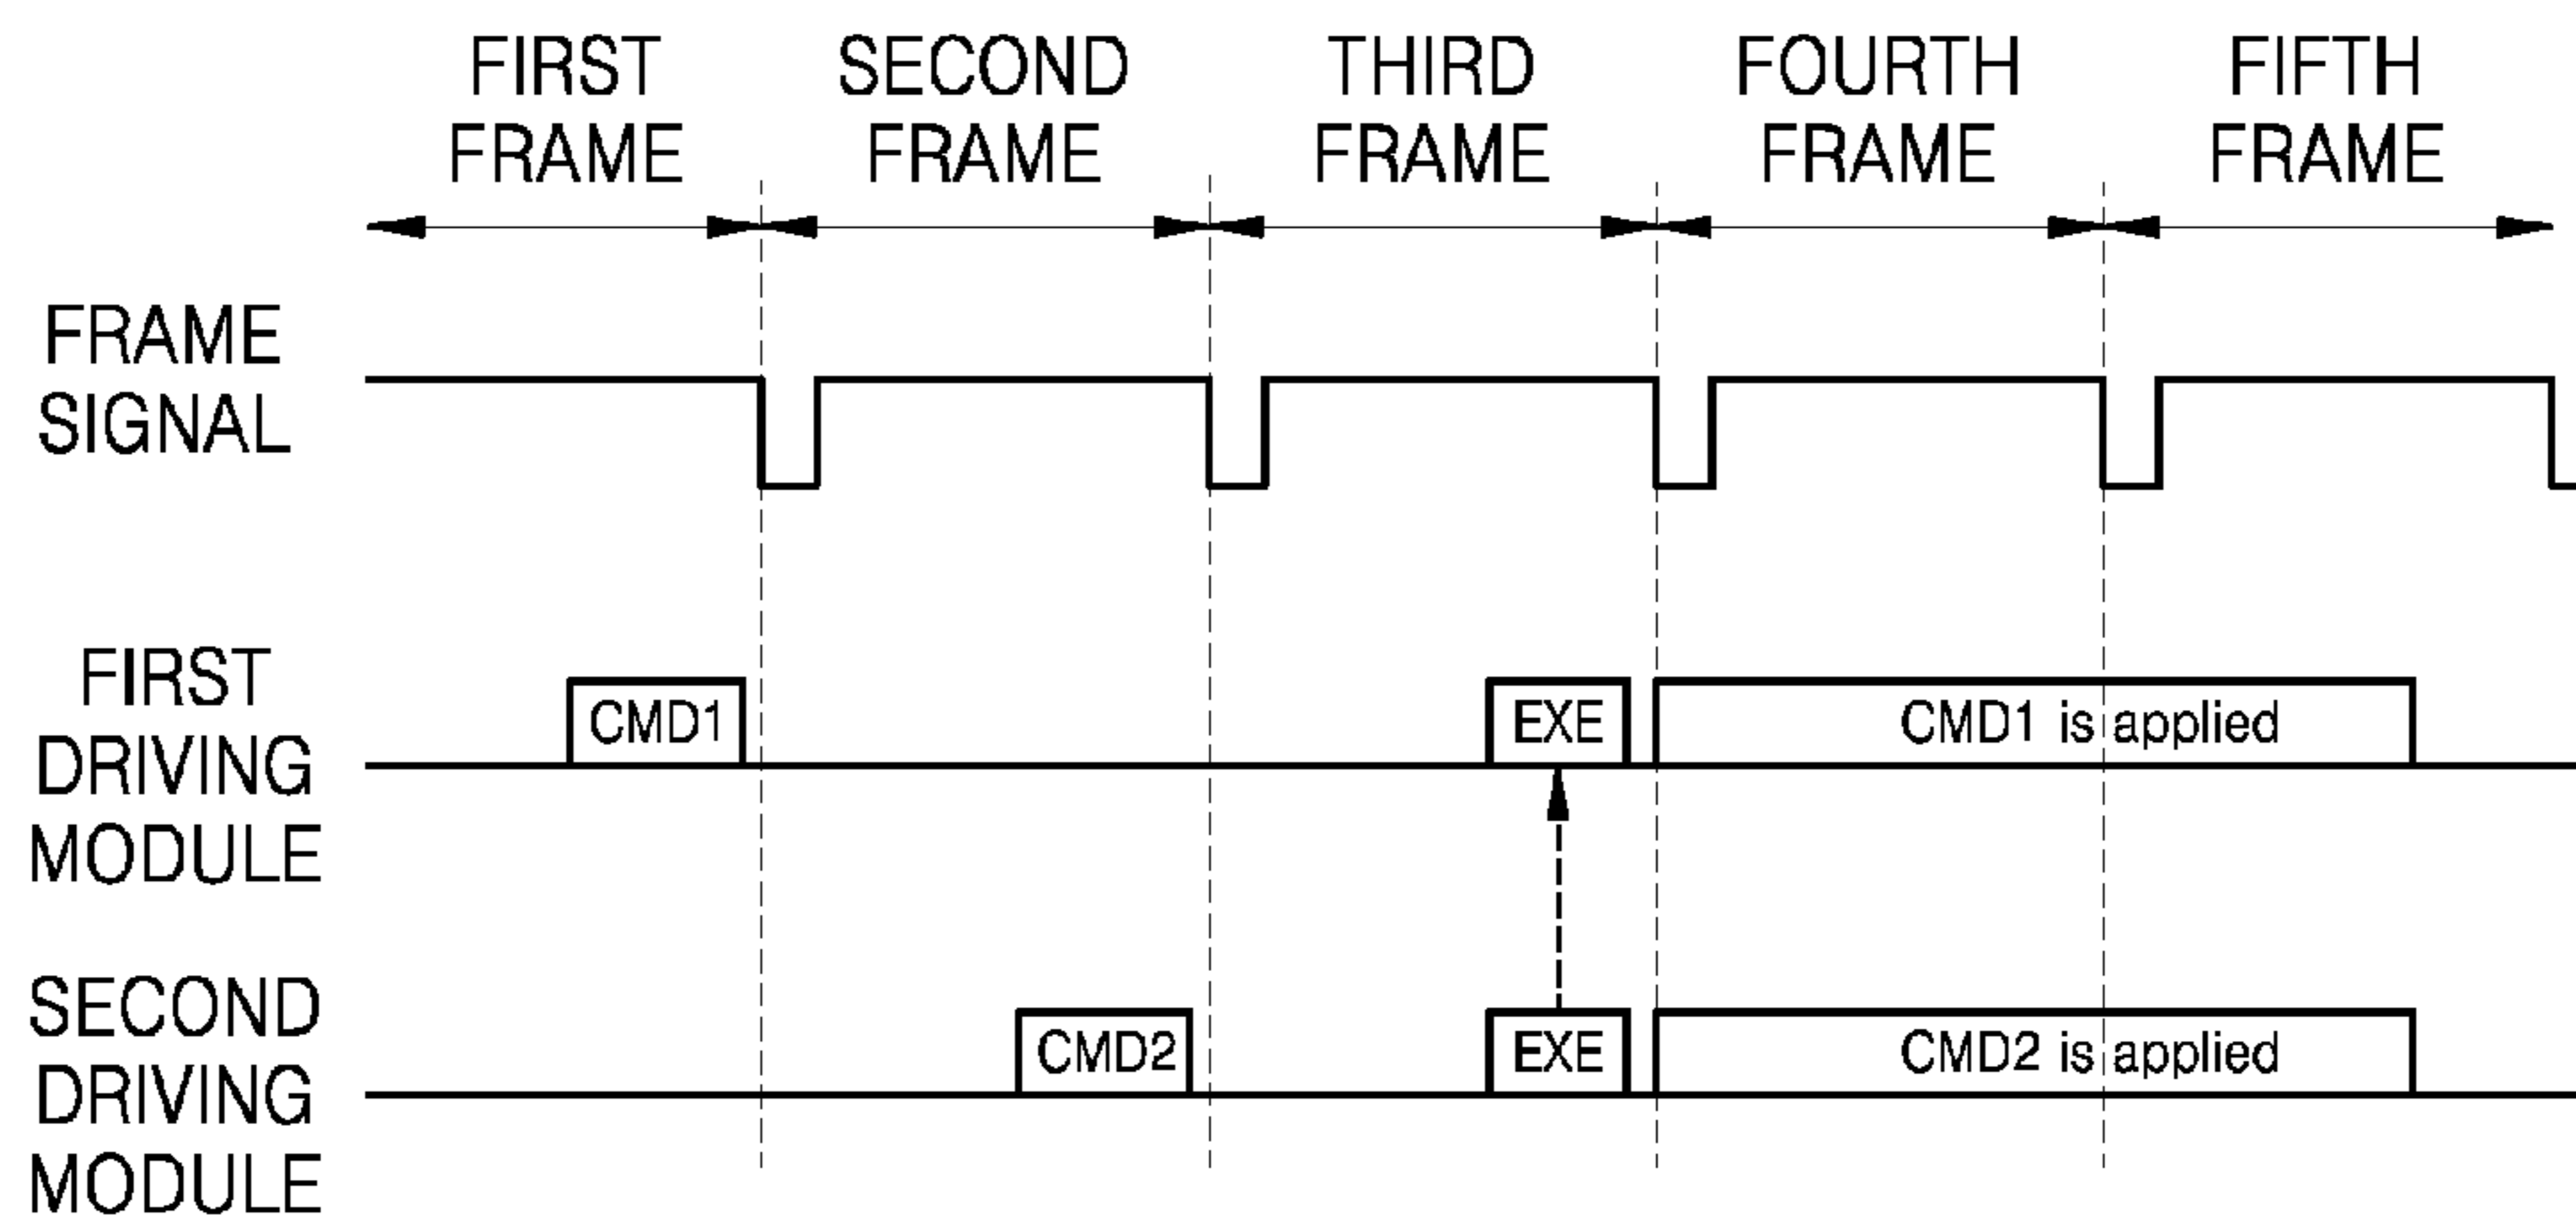 FIRST
FRAME
SECOND
FRAME
THIRD
FRAME
FOURTH
FRAME
FIFTH
FRAME
FRAME
SIGNAL
FIRST
DRIVING
MODULE
CMD1
EXE
CMD1 is applied
SECOND
DRIVING
MODULE
CMD2
EXE
CMD2 is applied